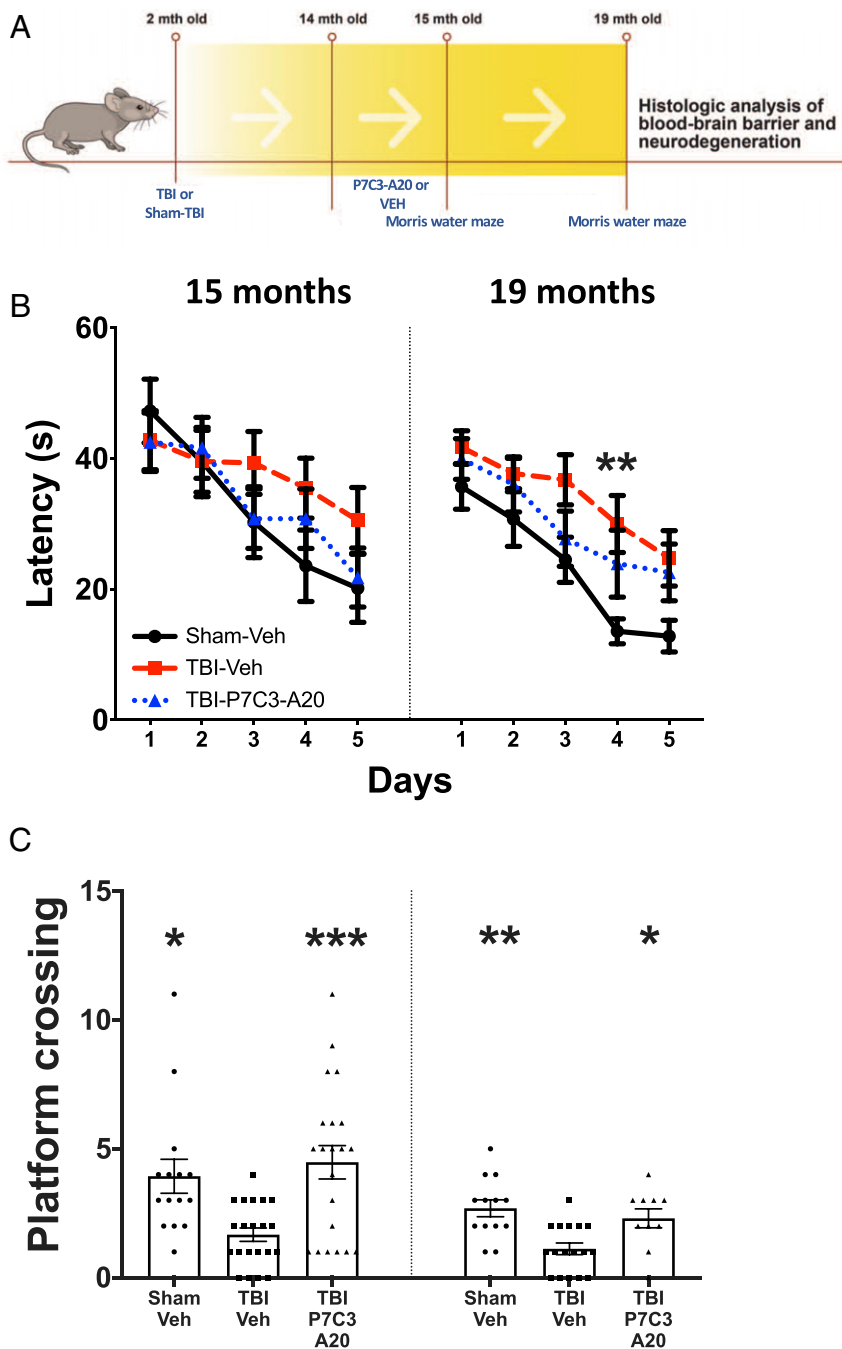 A
2 mth old
14 mth old
15 mth old
19 mth old
Histologic analysis of
blood-brain barrier and
neurodegeneration
TBI or
Sham-TBI
P7C3-A20 or
VEH
Morris water maze
Morris water maze
B
15 months
19 months
60
40
20
0
Latency (s)
**
Sham-Veh
TBI-Veh
TBI-P7C3-A20
1 2 3 4 5
1 2 3 4 5
Days
C
15
10
5
0
Platform crossing
* *** ** *
Sham
Veh
TBI
Veh
TBI
P7C3
A20
Sham
Veh
TBI
Veh
TBI
P7C3
A20